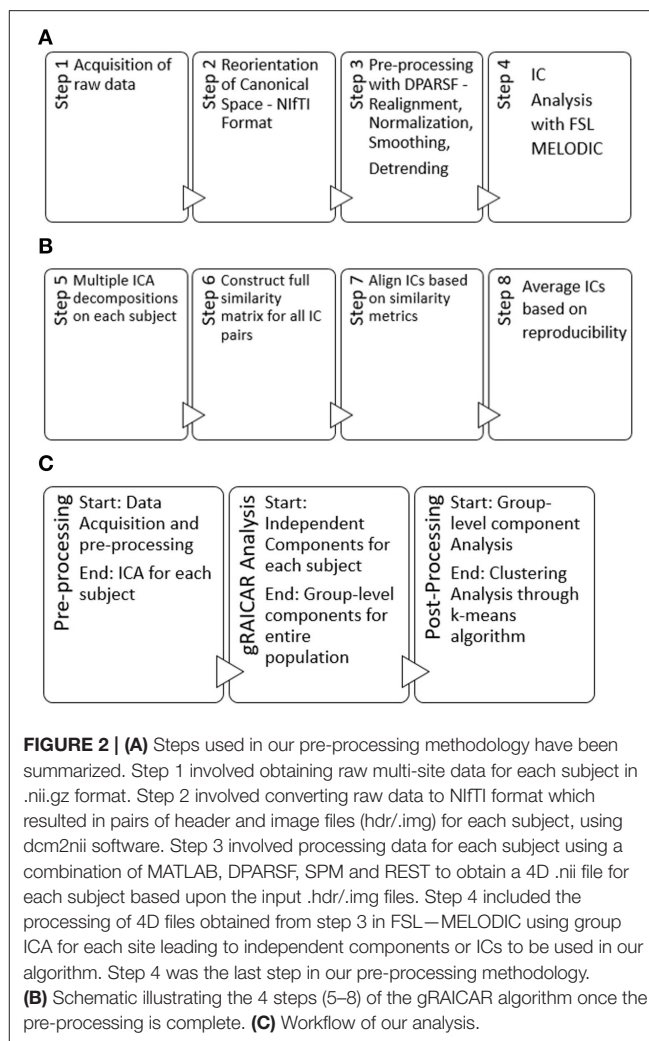 A
Step 1
Acquisition of
raw data
Step 2
Reorientation
of Canonical
Space - NIfTI
Format
Step 3
Pre-processing
with DPARSF -
Realignment,
Normalization,
Smoothing,
Detrending
Step 4
IC
Analysis
with FSL
MELODIC
B
Step 5
Multiple ICA
decompositions
on each subject
Step 6
Construct full
similarity
matrix for all IC
pairs
Step 7
Align ICs based
on similarity
metrics
Step 8
Average ICs
based on
reproducibility
C
Pre-processing
Start: Data
Acquisition and
pre-processing
End: ICA for each
subject
gRAICAR Analysis
Start:
Independent
Components for
each subject
End: Group-level
components for
entire
population
Post-Processing
Start: Group-
level component
Analysis
End: Clustering
Analysis through
k-means
algorithm
FIGURE 2 | (A) Steps used in our pre-processing methodology have been
summarized. Step 1 involved obtaining raw multi-site data for each subject in
.nii.gz format. Step 2 involved converting raw data to NIfTI format which
resulted in pairs of header and image files (hdr/.img) for each subject, using
dcm2nii software. Step 3 involved processing data for each subject using a
combination of MATLAB, DPARSF, SPM and REST to obtain a 4D .nii file for
each subject based upon the input .hdr/.img files. Step 4 included the
processing of 4D files obtained from step 3 in FSL—MELODIC using group
ICA for each site leading to independent components or ICs to be used in our
algorithm. Step 4 was the last step in our pre-processing methodology.
(B) Schematic illustrating the 4 steps (5–8) of the gRAICAR algorithm once the
pre-processing is complete. (C) Workflow of our analysis.